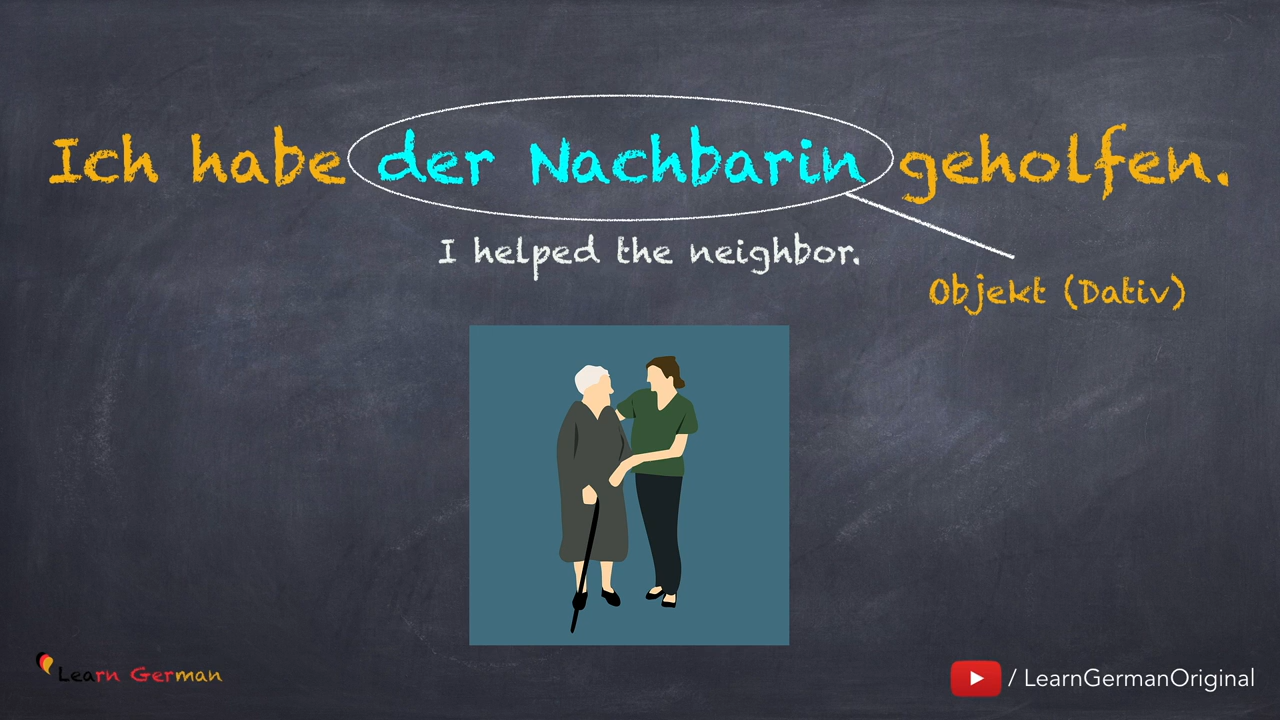 Ich habe der Nachbarin geholfen.
I helped the neighbor.
Objekt (Dativ)
Learn German
/ LearnGermanOriginal